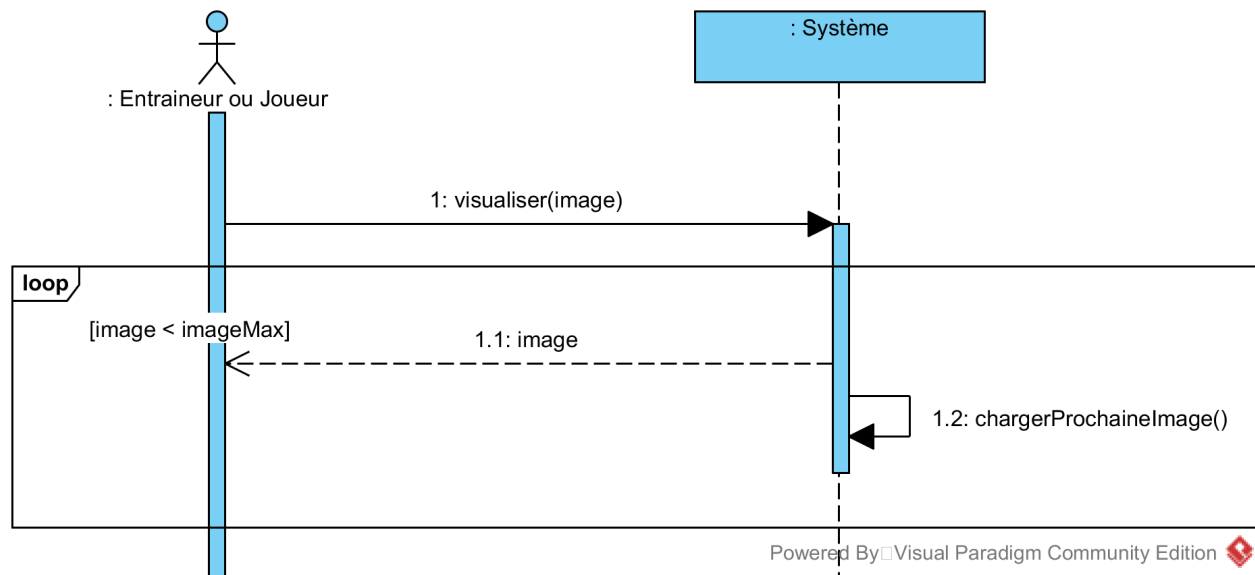 : Système
: Entraineur ou Joueur
1: visualiser(image)
loop
[image < imageMax]
1.1: image
1.2: chargerProchaineImage()
Powered By Visual Paradigm Community Edition